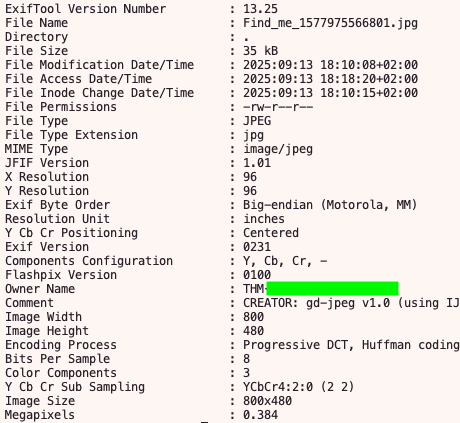 ExifTool Version Number : 13.25
File Name : Find_me_1577975566801.jpg
Directory : .
File Size : 35 kB
File Modification Date/Time : 2025:09:13 18:10:08+02:00
File Access Date/Time : 2025:09:13 18:18:20+02:00
File Inode Change Date/Time : 2025:09:13 18:10:15+02:00
File Permissions : -rw-r--r--
File Type : JPEG
File Type Extension : jpg
MIME Type : image/jpeg
JFIF Version : 1.01
X Resolution : 96
Y Resolution : 96
Exif Byte Order : Big-endian (Motorola, MM)
Resolution Unit : inches
Y Cb Cr Positioning : Centered
Exif Version : 0231
Components Configuration : Y, Cb, Cr, -
Flashpix Version : 0100
Owner Name : THM-
Comment : CREATOR: gd-jpeg v1.0 (using IJ
Image Width : 800
Image Height : 480
Encoding Process : Progressive DCT, Huffman coding
Bits Per Sample : 8
Color Components : 3
Y Cb Cr Sub Sampling : YCbCr4:2:0 (2 2)
Image Size : 800x480
Megapixels : 0.384